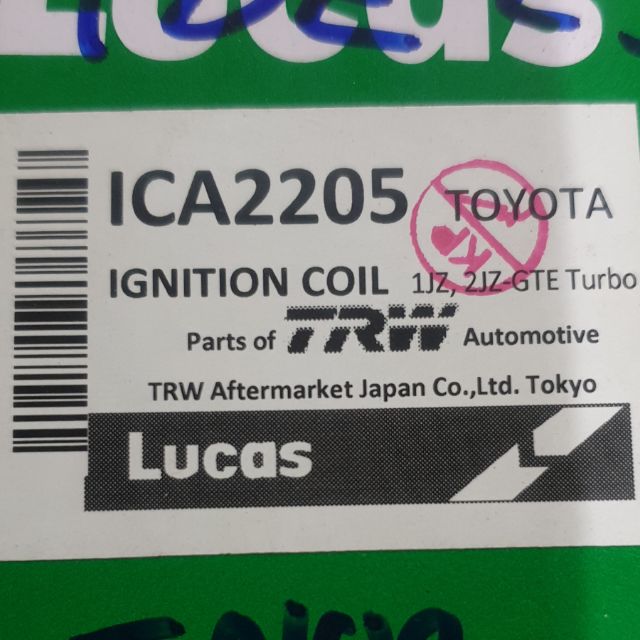 Lucas
ICA2205 TOYOTA
IGNITION COIL 1JZ, 2JZ-GTE Turbo
Parts of TRW Automotive
TRW Aftermarket Japan Co.,Ltd. Tokyo
Lucas